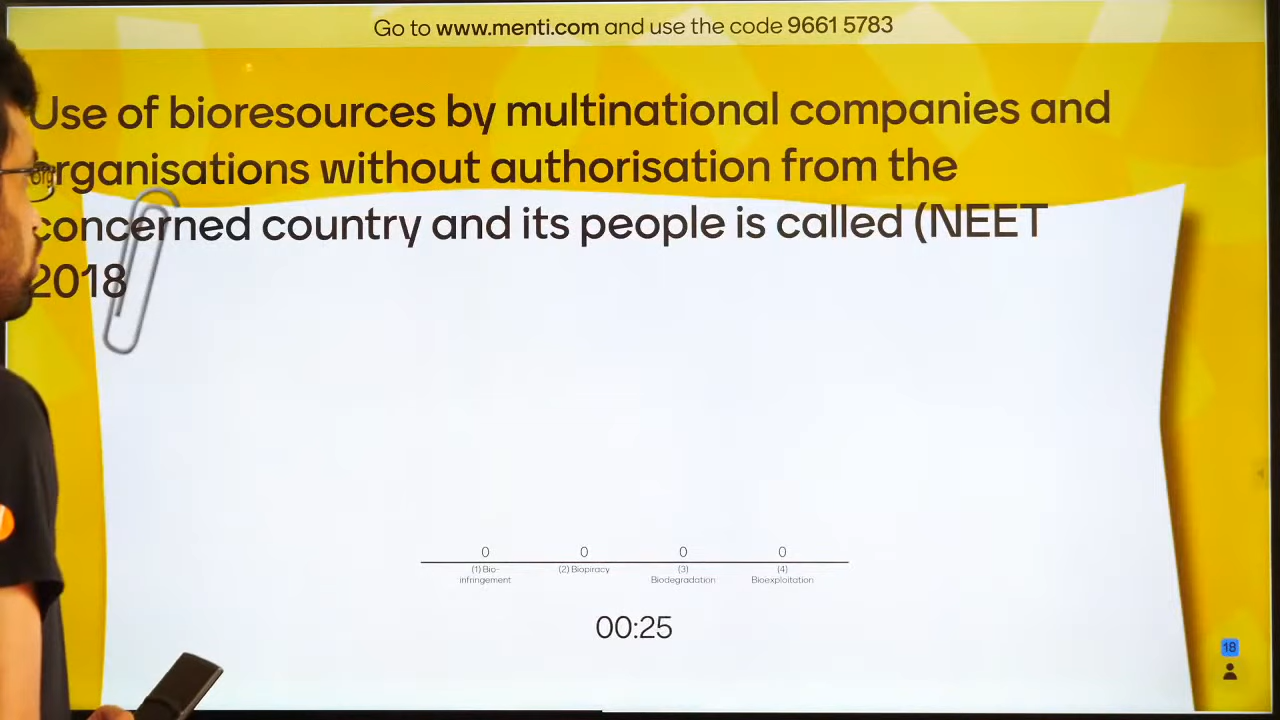 Go to www.menti.com and use the code 9661 5783
Use of bioresources by multinational companies and
organisations without authorisation from the
concerned country and its people is called (NEET
2018
0 0 0 0
(1) Bio-
infringement
(2) Biopiracy
(3)
Biodegradation
(4)
Bioexploitation
00:25
18